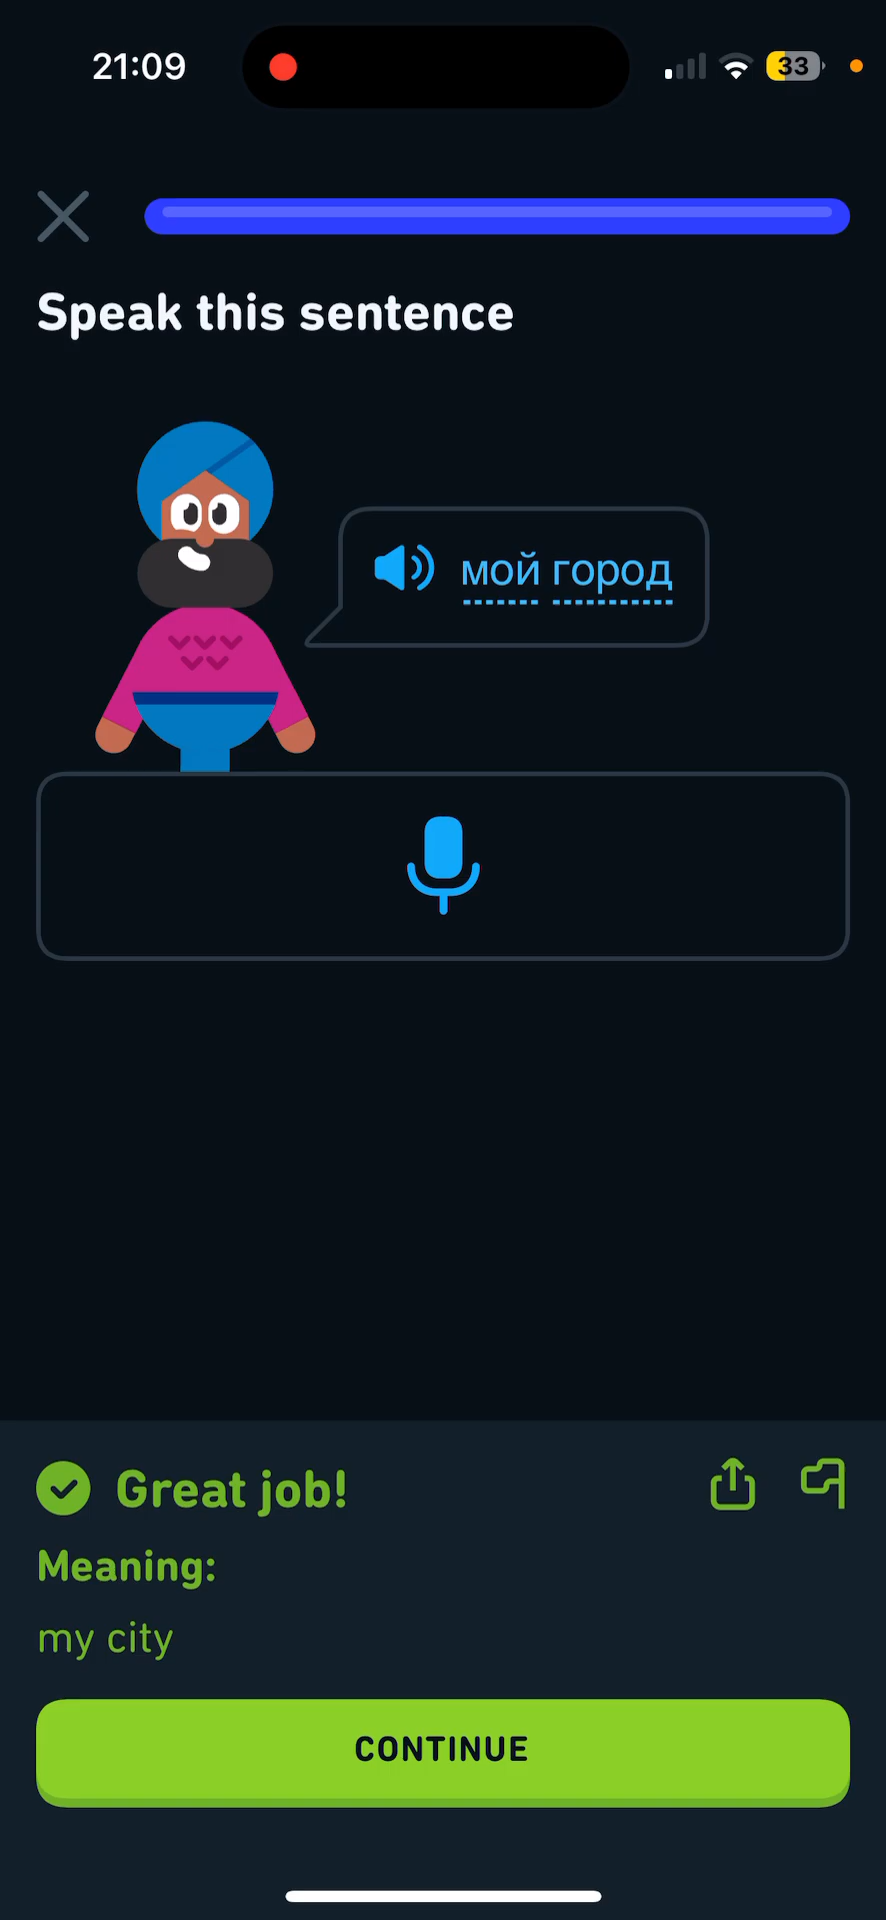 21:09
33
Speak this sentence
мой город
Great job!
Meaning:
my city
CONTINUE